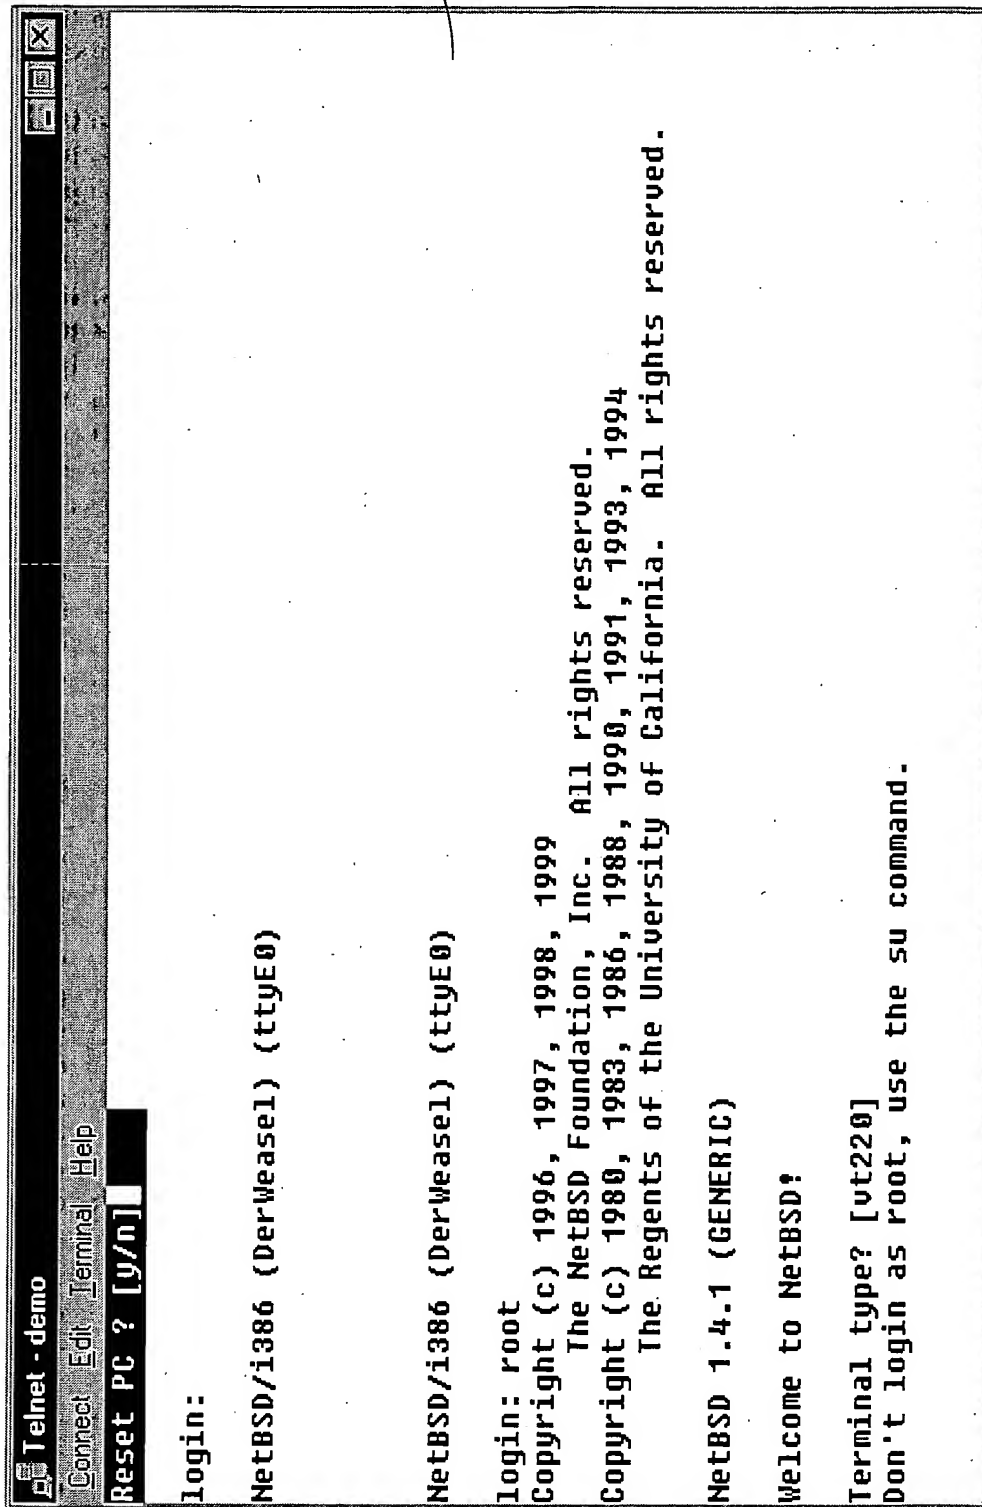 Telnet - demo
Connect Edit Terminal Help
Reset PC ? [y/n]
login:
NetBSD/i386 (DerWeasel) (ttyE0)
NetBSD/i386 (DerWeasel) (ttyE0)
login: root
Copyright (c) 1996, 1997, 1998, 1999
The NetBSD Foundation, Inc. All rights reserved.
Copyright (c) 1980, 1983, 1986, 1988, 1990, 1991, 1993, 1994
The Regents of the University of California. All rights reserved.
NetBSD 1.4.1 (GENERIC)
Welcome to NetBSD!
Terminal type? [vt220]
Don't login as root, use the su command.